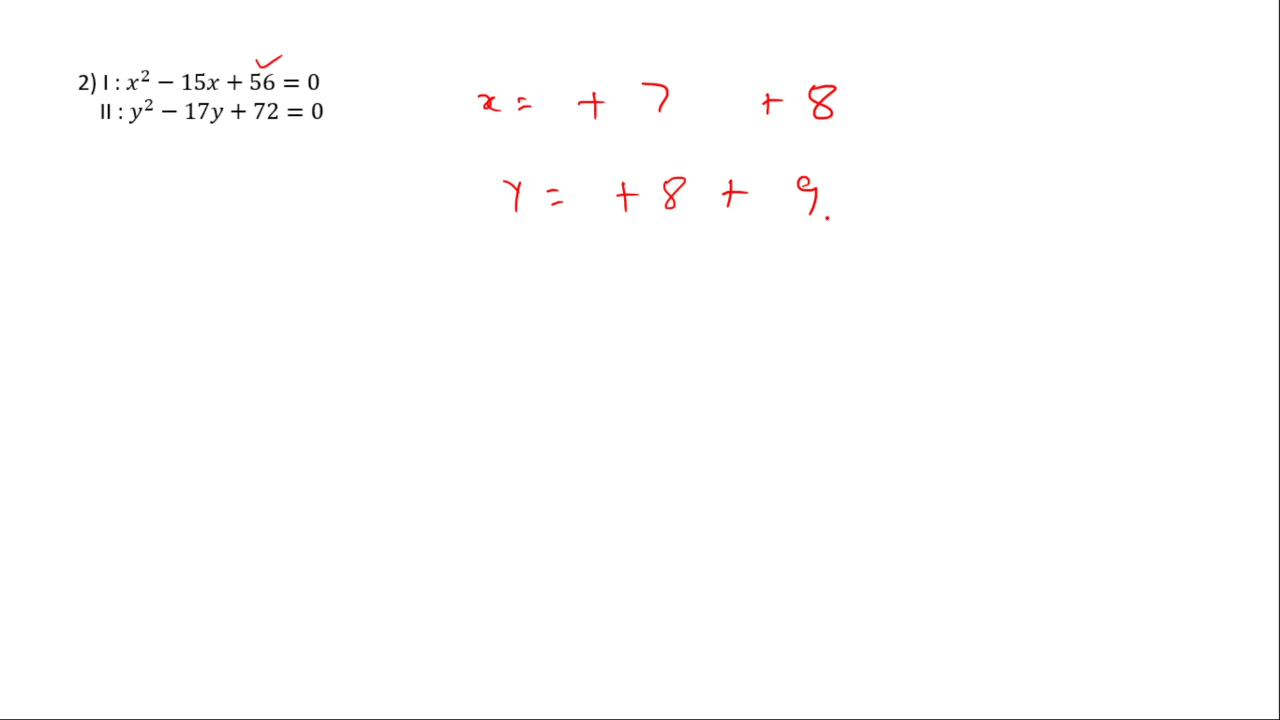 2) I : x² − 15x + 56 = 0
II : y² − 17y + 72 = 0
x = + 7 + 8
y = + 8 + 9